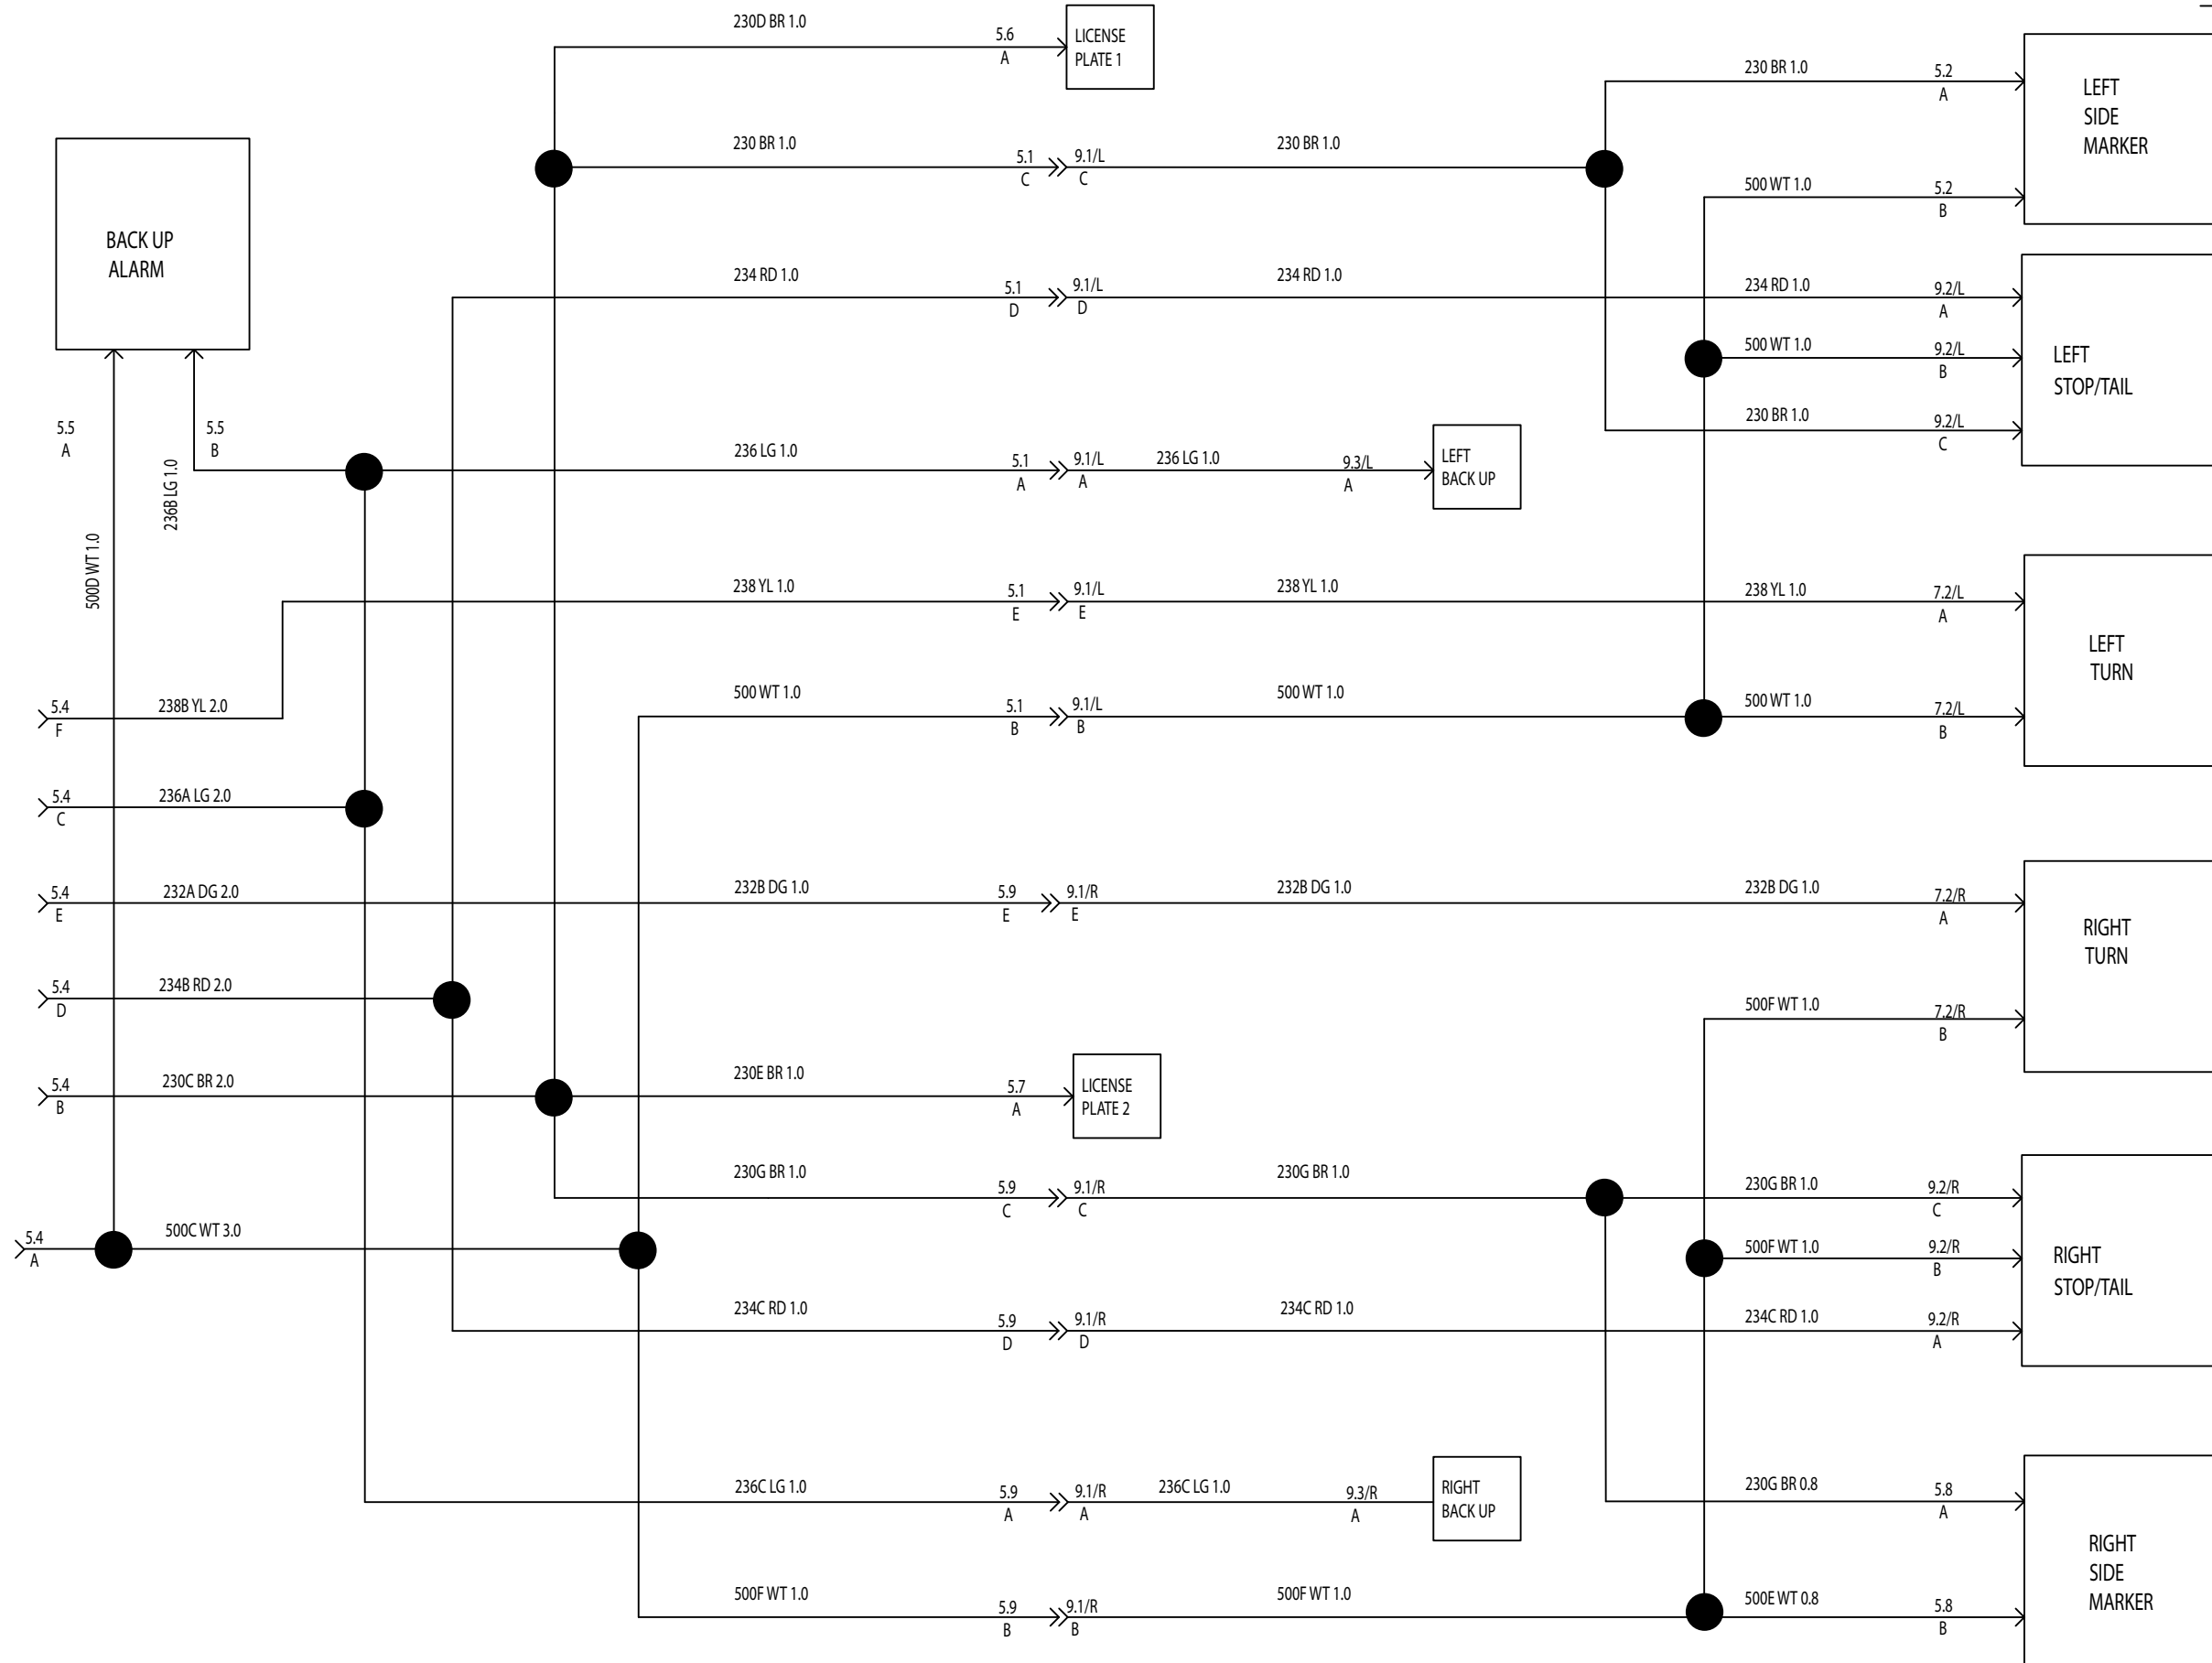 230D BR 1.0
5.6
A
LICENSE
PLATE 1
230 BR 1.0
5.2
A
LEFT
SIDE
MARKER
500 WT 1.0
5.2
B
230 BR 1.0
5.1
C
9.1/L
C
230 BR 1.0
BACK UP
ALARM
5.5
A
5.5
B
500D WT 1.0
236B LG 1.0
234 RD 1.0
5.1
D
9.1/L
D
234 RD 1.0
234 RD 1.0
9.2/L
A
500 WT 1.0
9.2/L
B
230 BR 1.0
9.2/L
C
LEFT
STOP/TAIL
236 LG 1.0
5.1
A
9.1/L
A
236 LG 1.0
9.3/L
A
LEFT
BACK UP
238 YL 1.0
5.1
E
9.1/L
E
238 YL 1.0
238 YL 1.0
7.2/L
A
LEFT
TURN
5.4
F
238B YL 2.0
500 WT 1.0
5.1
B
9.1/L
B
500 WT 1.0
500 WT 1.0
7.2/L
B
5.4
C
236A LG 2.0
5.4
E
232A DG 2.0
232B DG 1.0
5.9
E
9.1/R
E
232B DG 1.0
232B DG 1.0
7.2/R
A
RIGHT
TURN
5.4
D
234B RD 2.0
500F WT 1.0
7.2/R
B
5.4
B
230C BR 2.0
230E BR 1.0
5.7
A
LICENSE
PLATE 2
230G BR 1.0
5.9
C
9.1/R
C
230G BR 1.0
230G BR 1.0
9.2/R
C
5.4
A
500C WT 3.0
500F WT 1.0
9.2/R
B
RIGHT
STOP/TAIL
234C RD 1.0
5.9
D
9.1/R
D
234C RD 1.0
234C RD 1.0
9.2/R
A
236C LG 1.0
5.9
A
9.1/R
A
236C LG 1.0
9.3/R
A
RIGHT
BACK UP
230G BR 0.8
5.8
A
RIGHT
SIDE
MARKER
500F WT 1.0
5.9
B
9.1/R
B
500F WT 1.0
500E WT 0.8
5.8
B